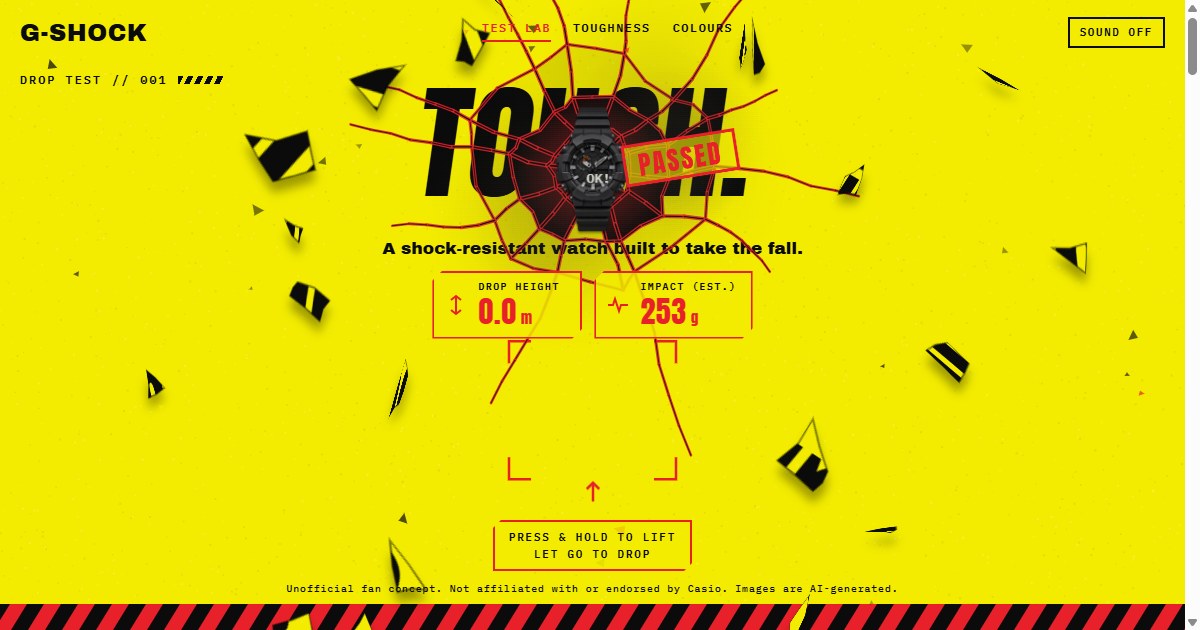 G-SHOCK
TEST LAB
TOUGHNESS
COLOURS
SOUND OFF
DROP TEST // 001
PASSED
OK!
A shock-resistant watch built to take the fall.
DROP HEIGHT
0.0 m
IMPACT (EST.)
253 g
PRESS & HOLD TO LIFT
LET GO TO DROP
Unofficial fan concept. Not affiliated with or endorsed by Casio. Images are AI-generated.